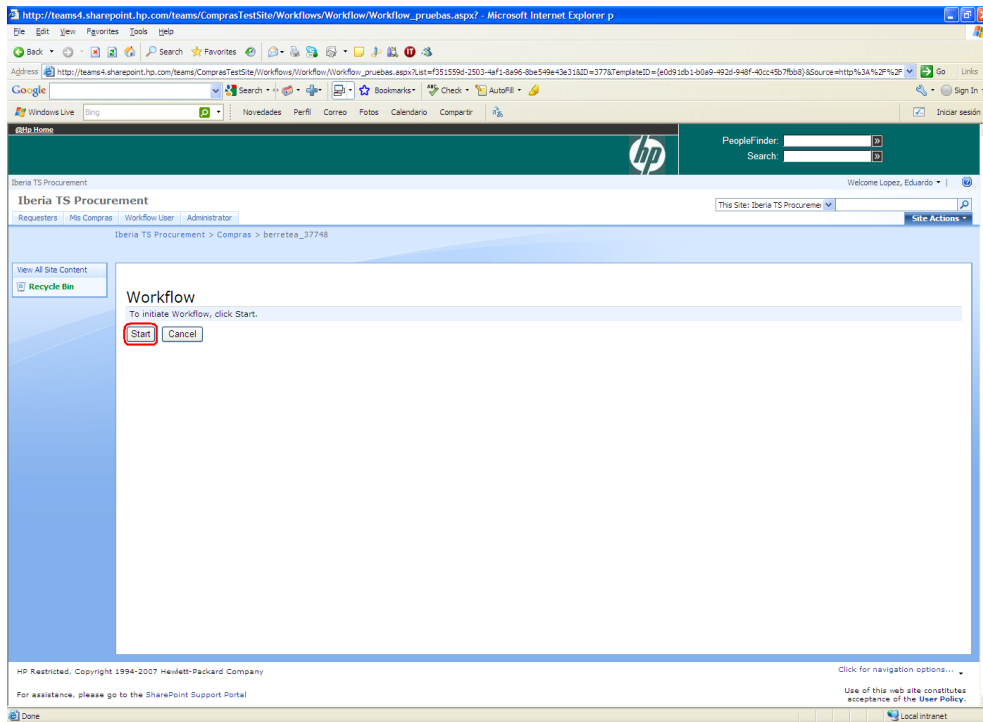 http://teams4.sharepoint.hp.com/teams/ComprasTestSite/Workflows/Workflow/Workflow_pruebas.aspx? - Microsoft Internet Explorer p
File Edit View Favorites Tools Help
Back Search Favorites
Address http://teams4.sharepoint.hp.com/teams/ComprasTestSite/Workflows/Workflow/Workflow_pruebas.aspx?List=f351559d-2503-4af1-8a96-8be549e43e31&ID=377&TemplateID={e0d91db1-b0a9-492d-948f-40cc45b7fbb8}&Source=http%3A%2F%2F Go Links
Google Search Bookmarks Check AutoFill Sign In
Windows Live Bing Novedades Perfil Correo Fotos Calendario Compartir Iniciar sesión
@Hp Home
hp
PeopleFinder:
Search:
Iberia TS Procurement Welcome Lopez, Eduardo
Iberia TS Procurement
This Site: Iberia TS Procureme
Requesters Mis Compras Workflow User Administrator Site Actions
Iberia TS Procurement > Compras > berretea_37748
View All Site Content
Recycle Bin
Workflow
To initiate Workflow, click Start.
Start Cancel
HP Restricted, Copyright 1994-2007 Hewlett-Packard Company
Click for navigation options...
For assistance, please go to the SharePoint Support Portal
Use of this web site constitutes
acceptance of the User Policy.
Done Local intranet